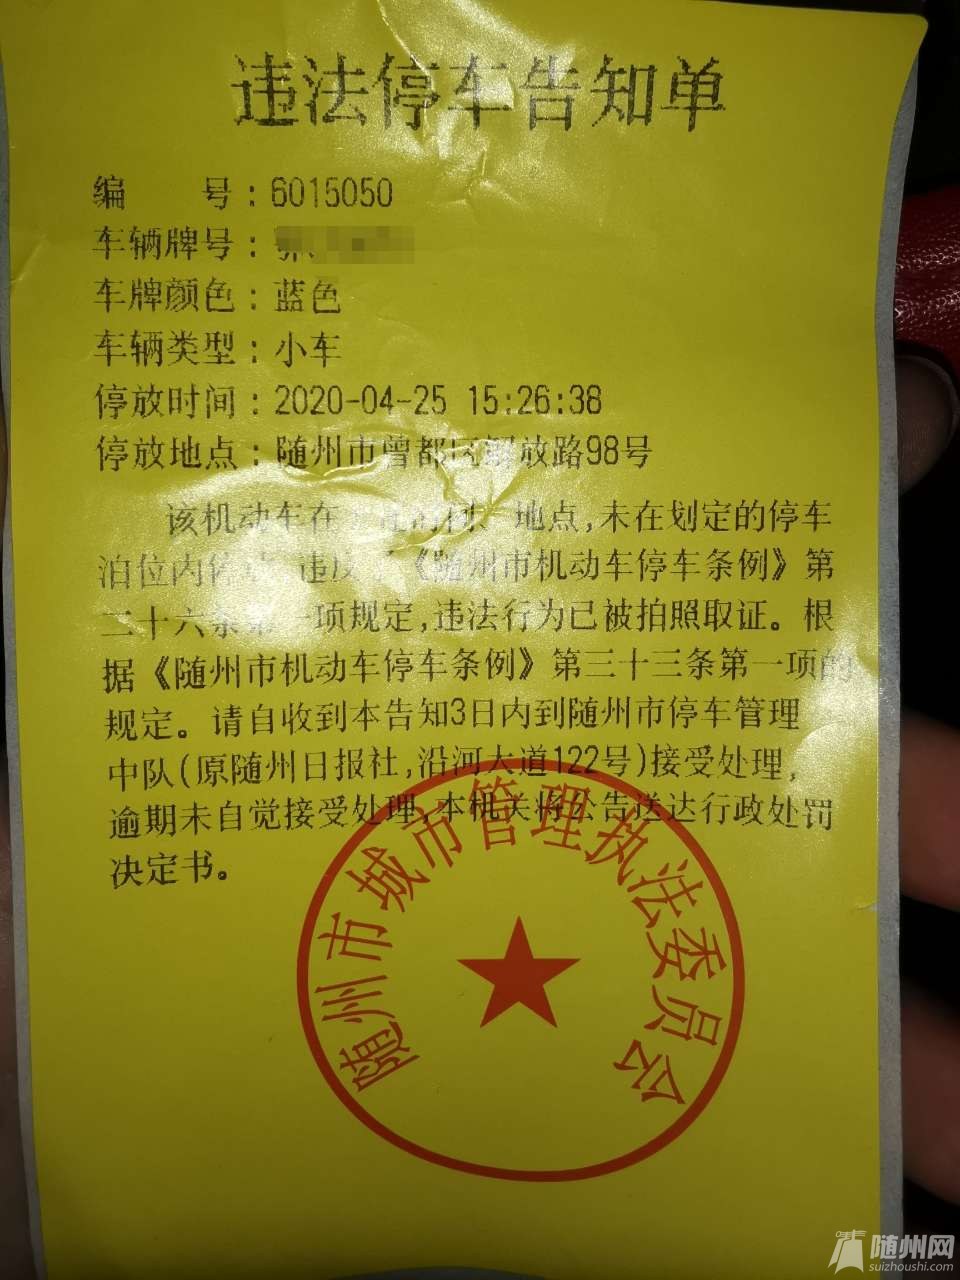 违法停车告知单
编 号：6015050
车辆牌号：
车牌颜色：蓝色
车辆类型：小车
停放时间：2020-04-25 15:26:38
停放地点：随州市曾都区解放路98号
该机动车在 地点,未在划定的停车
泊位内 违反 《随州市机动车停车条例》第
二十六条第一项规定,违法行为已被拍照取证。根
据《随州市机动车停车条例》第三十三条第一项的
规定。请自收到本告知3日内到随州市停车管理
中队(原随州日报社,沿河大道122号)接受处理,
逾期未自觉接受处理,本机关将公告送达行政处罚
决定书。
随州市城市管理执法委员会
随州网
suizhoushi.com